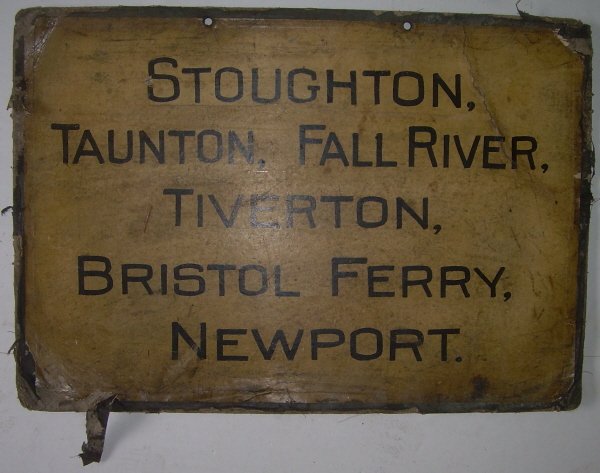 STOUGHTON,
TAUNTON, FALL RIVER,
TIVERTON,
BRISTOL FERRY,
NEWPORT.